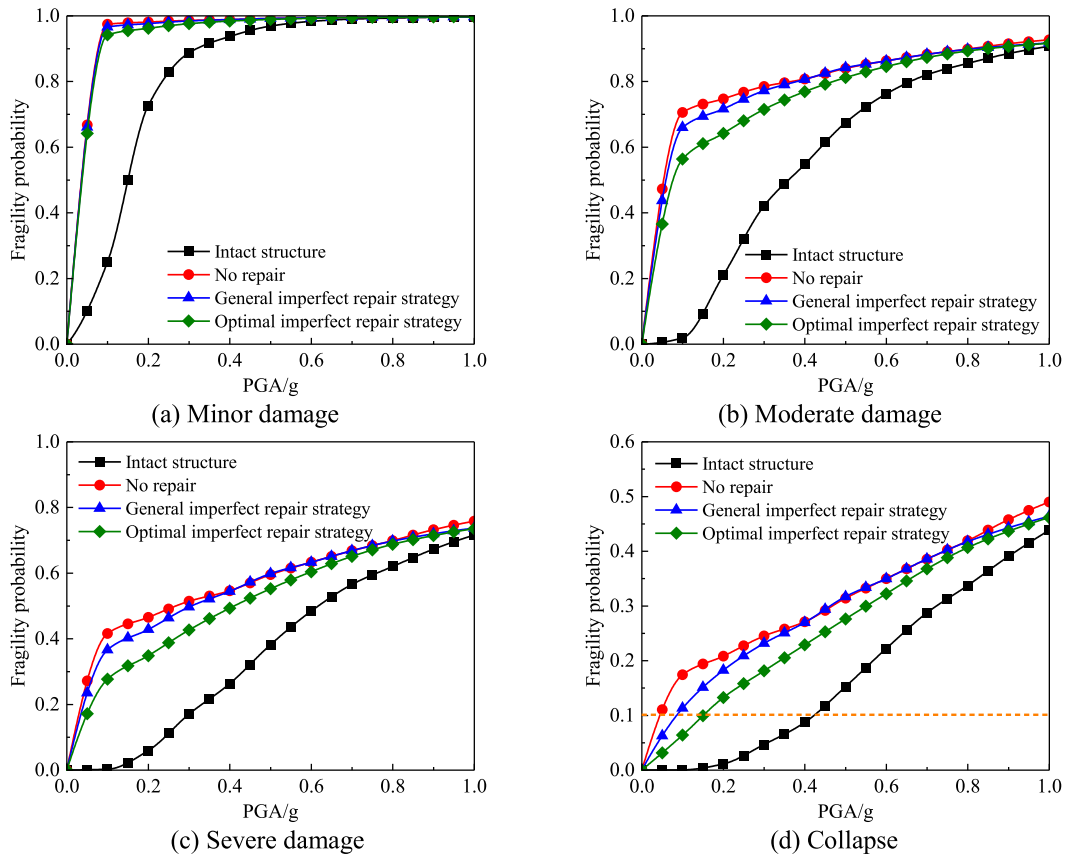 1.0
0.8
0.6
0.4
0.2
0.0
Fragility probability
Intact structure
No repair
General imperfect repair strategy
Optimal imperfect repair strategy
0.0 0.2 0.4 0.6 0.8 1.0
PGA/g
(a) Minor damage
1.0
0.8
0.6
0.4
0.2
0.0
Fragility probability
Intact structure
No repair
General imperfect repair strategy
Optimal imperfect repair strategy
0.0 0.2 0.4 0.6 0.8 1.0
PGA/g
(b) Moderate damage
1.0
0.8
0.6
0.4
0.2
0.0
Fragility probability
Intact structure
No repair
General imperfect repair strategy
Optimal imperfect repair strategy
0.0 0.2 0.4 0.6 0.8 1.0
PGA/g
(c) Severe damage
0.6
0.5
0.4
0.3
0.2
0.1
0.0
Fragility probability
Intact structure
No repair
General imperfect repair strategy
Optimal imperfect repair strategy
0.0 0.2 0.4 0.6 0.8 1.0
PGA/g
(d) Collapse